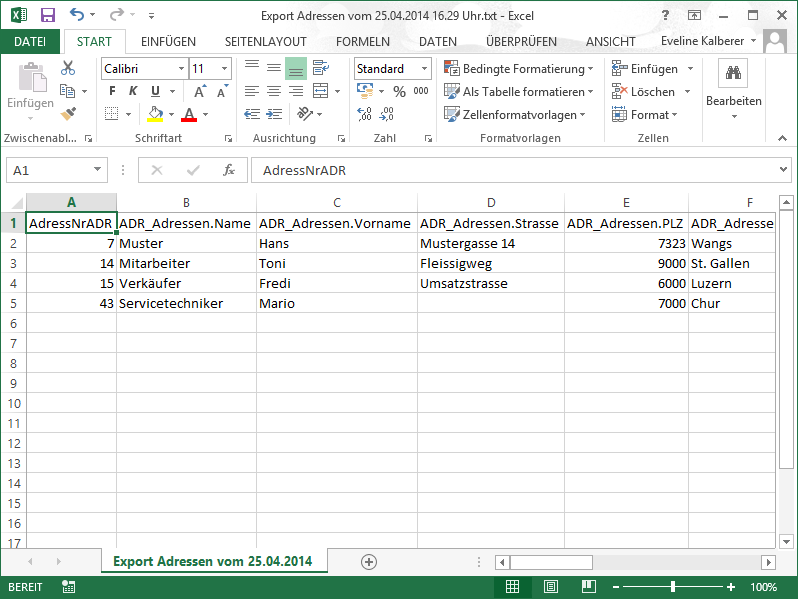 Export Adressen vom 25.04.2014 16.29 Uhr.txt - Excel
?
DATEI START EINFÜGEN SEITENLAYOUT FORMELN DATEN ÜBERPRÜFEN ANSICHT Eveline Kalberer
Einfügen
Zwischenabl...
Calibri 11
F K U
A A
A
Schriftart
Ausrichtung
Standard
% 000
,00 ,00
Zahl
Bedingte Formatierung
Als Tabelle formatieren
Zellenformatvorlagen
Formatvorlagen
Einfügen
Löschen
Format
Zellen
Bearbeiten
A1 fx AdressNrADR
A B C D E F
1 AdressNrADR ADR_Adressen.Name ADR_Adressen.Vorname ADR_Adressen.Strasse ADR_Adressen.PLZ ADR_Adresse
2 7 Muster Hans Mustergasse 14 7323 Wangs
3 14 Mitarbeiter Toni Fleissigweg 9000 St. Gallen
4 15 Verkäufer Fredi Umsatzstrasse 6000 Luzern
5 43 Servicetechniker Mario 7000 Chur
6
7
8
9
10
11
12
13
14
15
16
17
Export Adressen vom 25.04.2014
BEREIT 100%